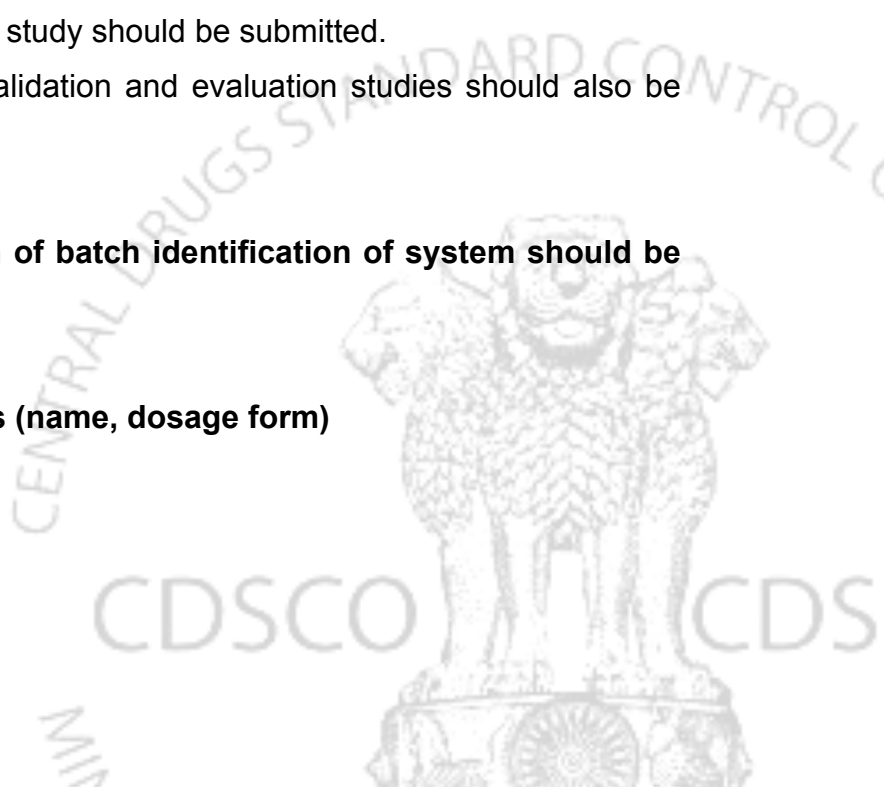 study should be submitted.
alidation and evaluation studies should also be
of batch identification of system should be
s (name, dosage form)
CENTRAL DRUGS STANDARD CONTROL
CDSCO
CDS
MIN